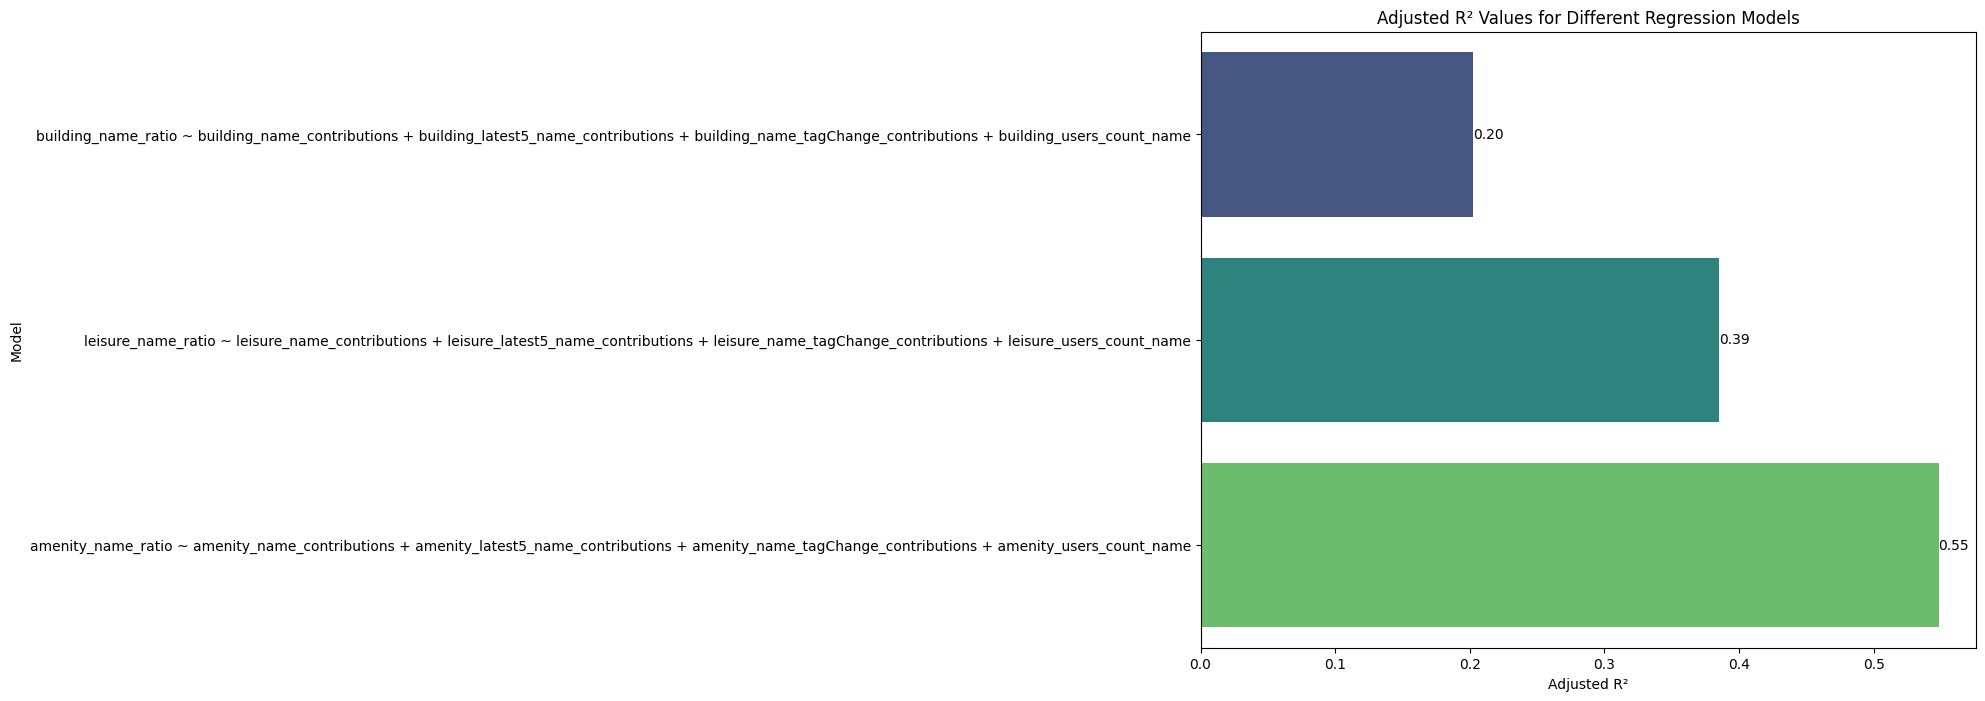 Adjusted R² Values for Different Regression Models
building_name_ratio ~ building_name_contributions + building_latest5_name_contributions + building_name_tagChange_contributions + building_users_count_name
0.20
Model
leisure_name_ratio ~ leisure_name_contributions + leisure_latest5_name_contributions + leisure_name_tagChange_contributions + leisure_users_count_name
0.39
amenity_name_ratio ~ amenity_name_contributions + amenity_latest5_name_contributions + amenity_name_tagChange_contributions + amenity_users_count_name
0.55
0.0 0.1 0.2 0.3 0.4 0.5
Adjusted R²